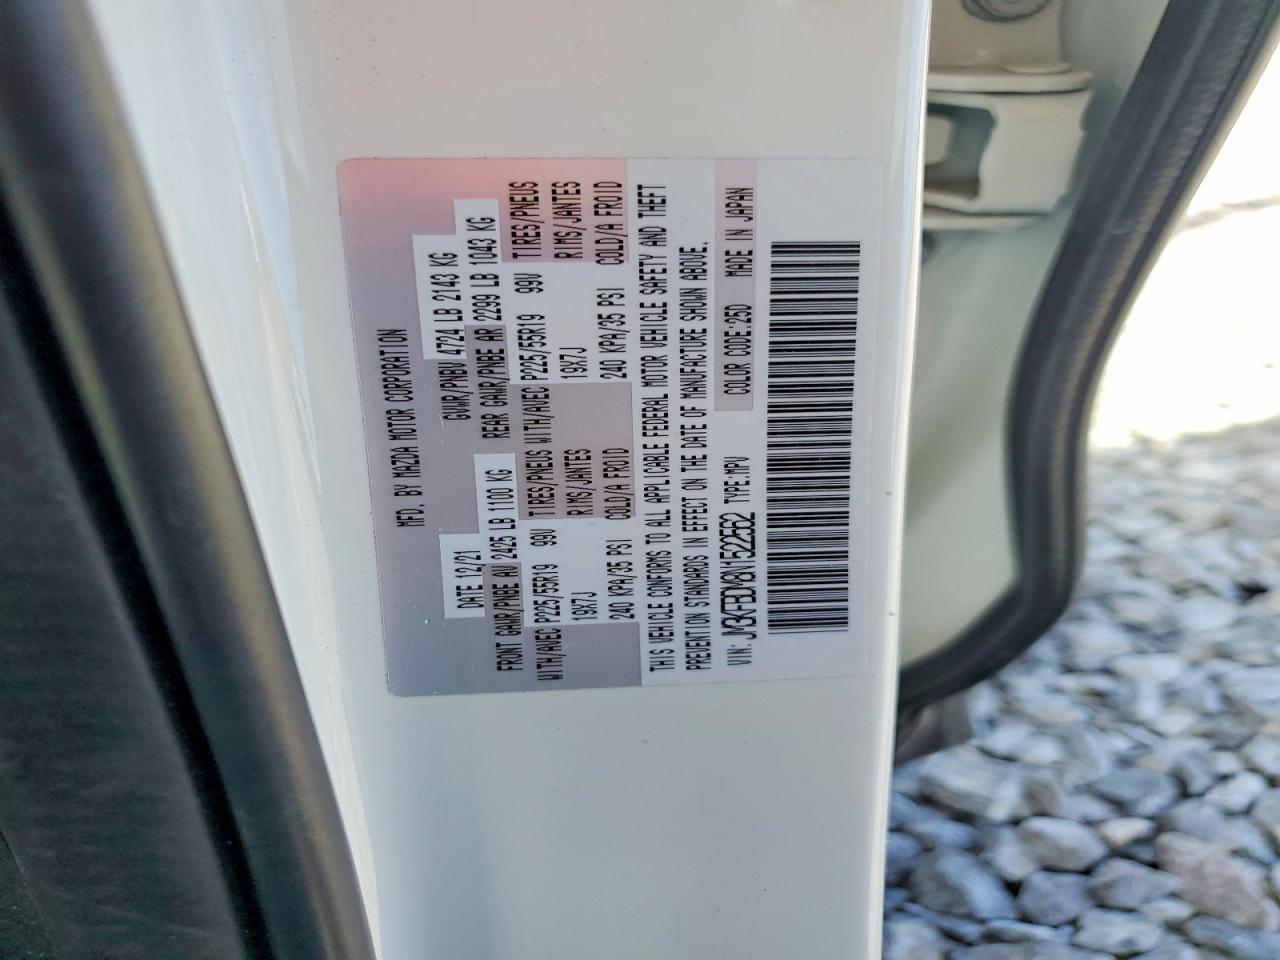 MFD. BY MAZDA MOTOR CORPORATION
DATE 12/21 GVWR/PNBV 4724 LB 2143 KG
FRONT GAWR/PNBE AV 2425 LB 1100 KG REAR GAWR/PNBE AR 2299 LB 1043 KG
WITH/AVEC P225/55R19 99V TIRES/PNEUS WITH/AVEC P225/55R19 99V TIRES/PNEUS
19X7J RIMS/JANTES 19X7J RIMS/JANTES
240 KPA/35 PSI COLD/A FROID 240 KPA/35 PSI COLD/A FROID
THIS VEHICLE CONFORMS TO ALL APPLICABLE FEDERAL MOTOR VEHICLE SAFETY AND THEFT
PREVENTION STANDARDS IN EFFECT ON THE DATE OF MANUFACTURE SHOWN ABOVE.
VIN: JM3KFBDM8N1522562 TYPE:MPV COLOR CODE:25D MADE IN JAPAN